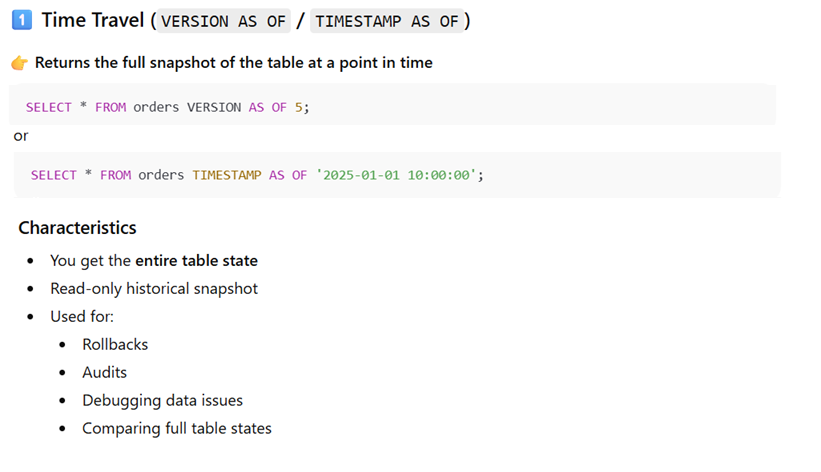 1 Time Travel (VERSION AS OF / TIMESTAMP AS OF)
👉 Returns the full snapshot of the table at a point in time
SELECT * FROM orders VERSION AS OF 5;
or
SELECT * FROM orders TIMESTAMP AS OF '2025-01-01 10:00:00';
Characteristics
• You get the entire table state
• Read-only historical snapshot
• Used for:
• Rollbacks
• Audits
• Debugging data issues
• Comparing full table states